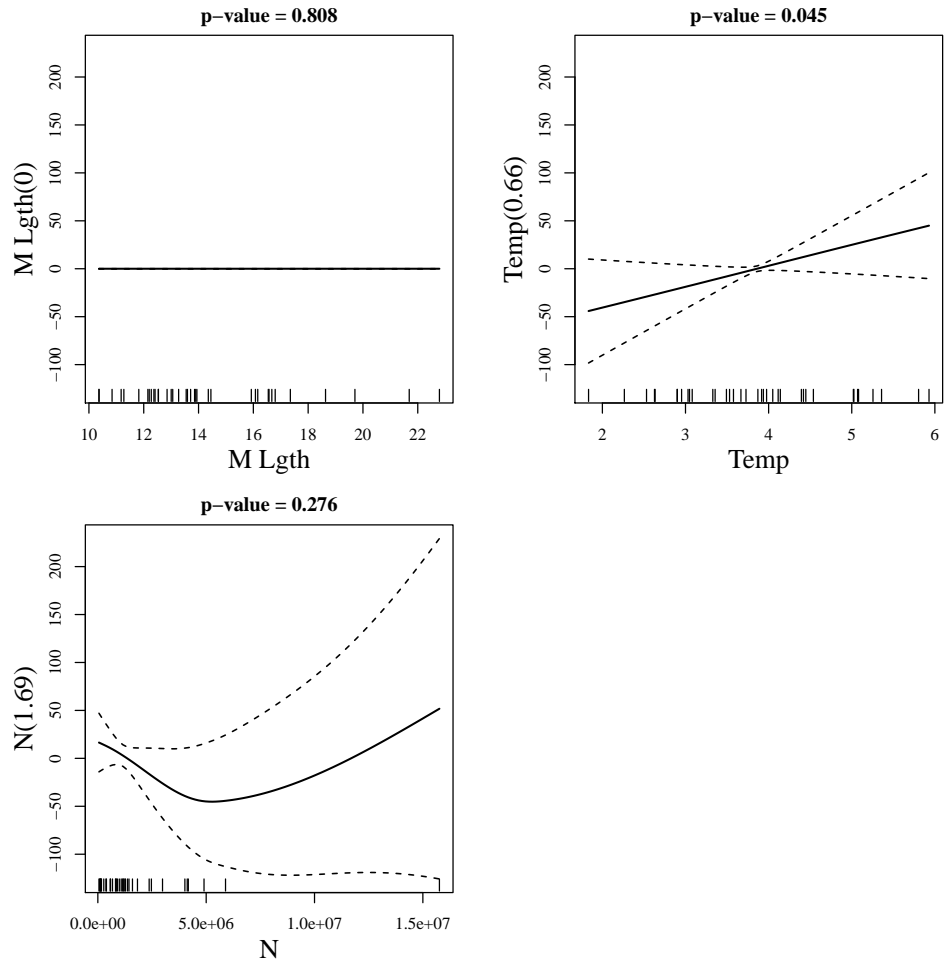 p−value = 0.808
M Lgth(0)
200
150
100
50
0
−50
−100
10 12 14 16 18 20 22
M Lgth
p−value = 0.045
Temp(0.66)
200
150
100
50
0
−50
−100
2 3 4 5 6
Temp
p−value = 0.276
N(1.69)
200
150
100
50
0
−50
−100
0.0e+00 5.0e+06 1.0e+07 1.5e+07
N